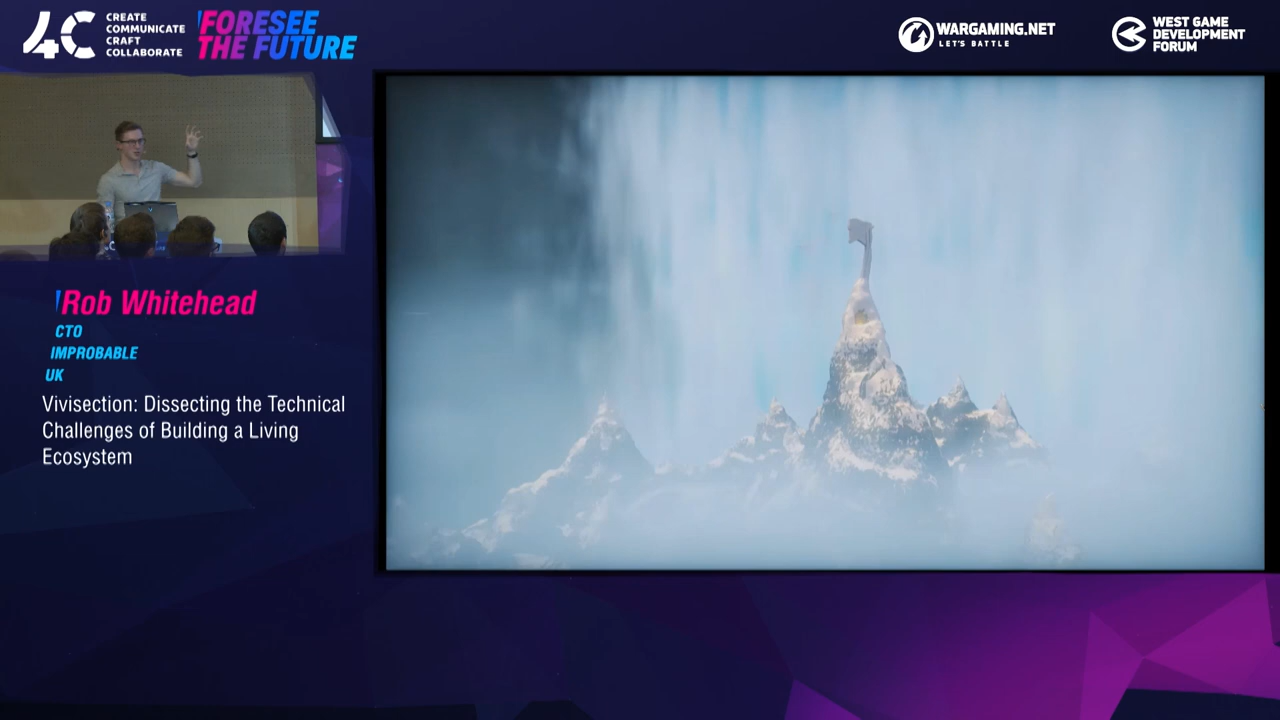 4C
CREATE
COMMUNICATE
CRAFT
COLLABORATE
FORESEE
THE FUTURE
WARGAMING.NET
LET'S BATTLE
WEST GAME
DEVELOPMENT
FORUM
Rob Whitehead
CTO
IMPROBABLE
UK
Vivisection: Dissecting the Technical
Challenges of Building a Living
Ecosystem